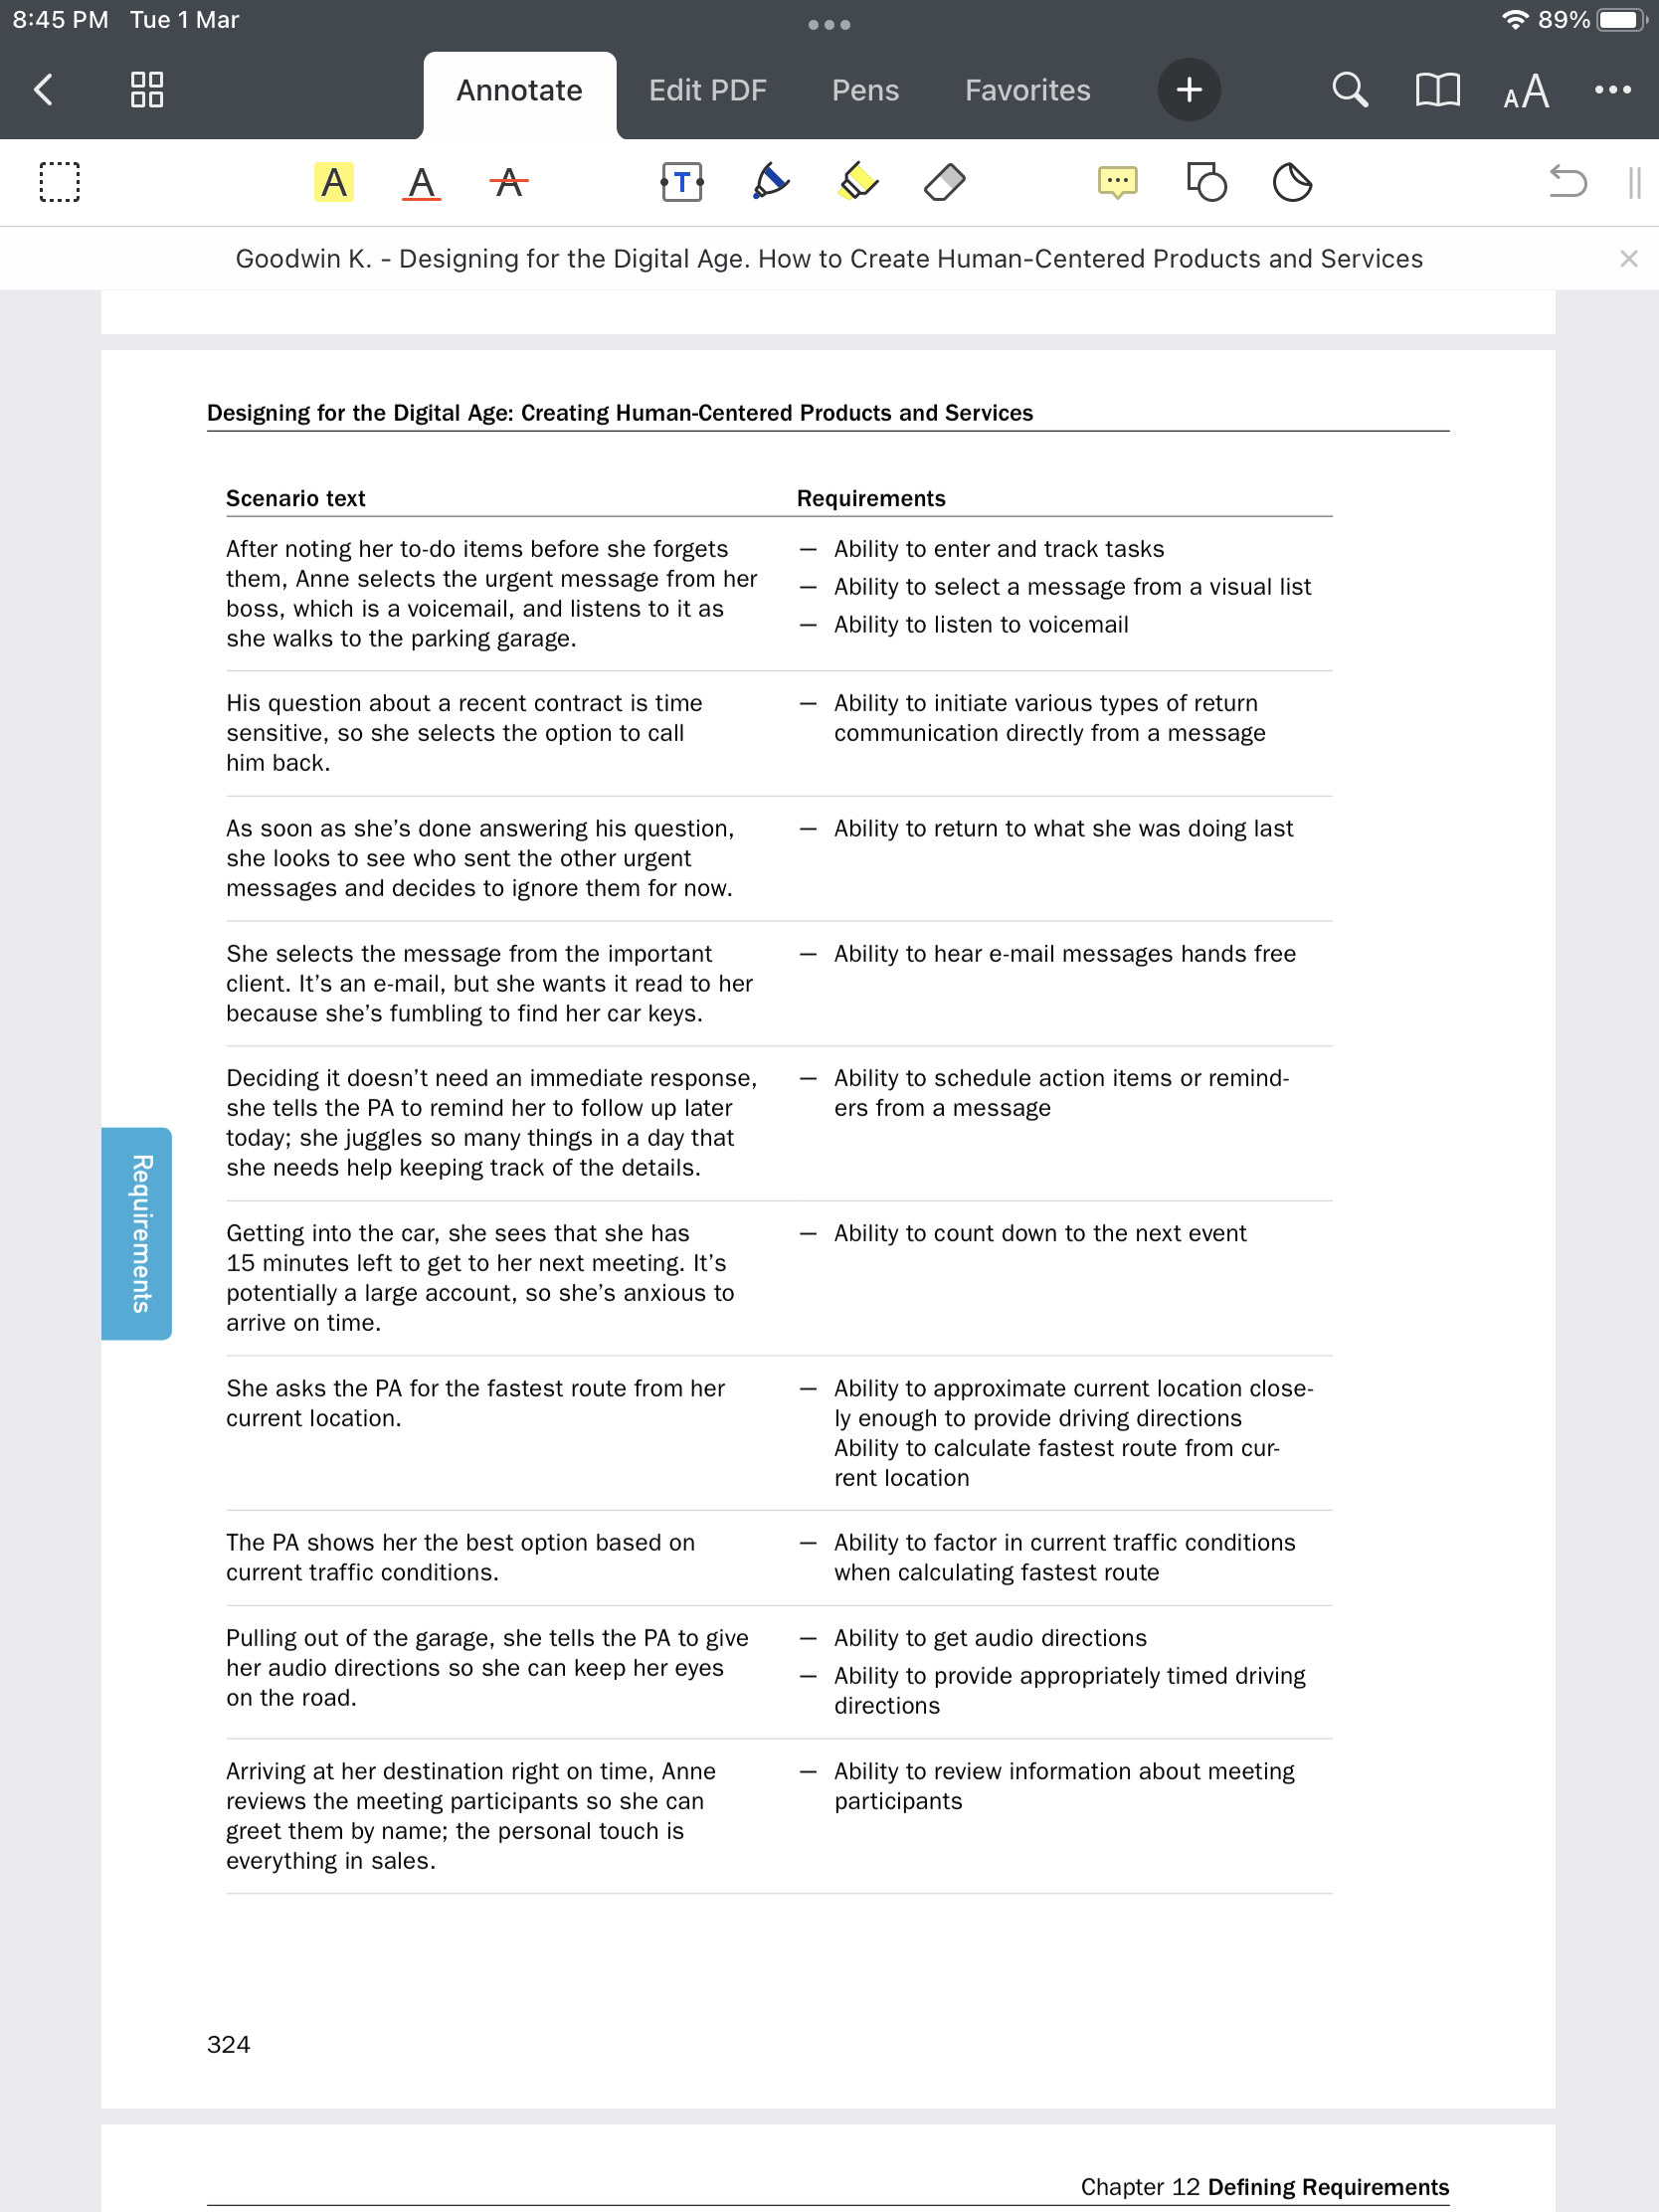 8:45 PM Tue 1 Mar
89%
Annotate
Edit PDF
Pens
Favorites
AA
A
A
A
T
Goodwin K. - Designing for the Digital Age. How to Create Human-Centered Products and Services
Designing for the Digital Age: Creating Human-Centered Products and Services
Scenario text
Requirements
After noting her to-do items before she forgets
them, Anne selects the urgent message from her
boss, which is a voicemail, and listens to it as
she walks to the parking garage.
— Ability to enter and track tasks
— Ability to select a message from a visual list
— Ability to listen to voicemail
His question about a recent contract is time
sensitive, so she selects the option to call
him back.
— Ability to initiate various types of return
communication directly from a message
As soon as she’s done answering his question,
she looks to see who sent the other urgent
messages and decides to ignore them for now.
— Ability to return to what she was doing last
She selects the message from the important
client. It’s an e-mail, but she wants it read to her
because she’s fumbling to find her car keys.
— Ability to hear e-mail messages hands free
Deciding it doesn’t need an immediate response,
she tells the PA to remind her to follow up later
today; she juggles so many things in a day that
she needs help keeping track of the details.
— Ability to schedule action items or remind-
ers from a message
Getting into the car, she sees that she has
15 minutes left to get to her next meeting. It’s
potentially a large account, so she’s anxious to
arrive on time.
— Ability to count down to the next event
She asks the PA for the fastest route from her
current location.
— Ability to approximate current location close-
ly enough to provide driving directions
Ability to calculate fastest route from cur-
rent location
The PA shows her the best option based on
current traffic conditions.
— Ability to factor in current traffic conditions
when calculating fastest route
Pulling out of the garage, she tells the PA to give
her audio directions so she can keep her eyes
on the road.
— Ability to get audio directions
— Ability to provide appropriately timed driving
directions
Arriving at her destination right on time, Anne
reviews the meeting participants so she can
greet them by name; the personal touch is
everything in sales.
— Ability to review information about meeting
participants
Requirements
324
Chapter 12 Defining Requirements